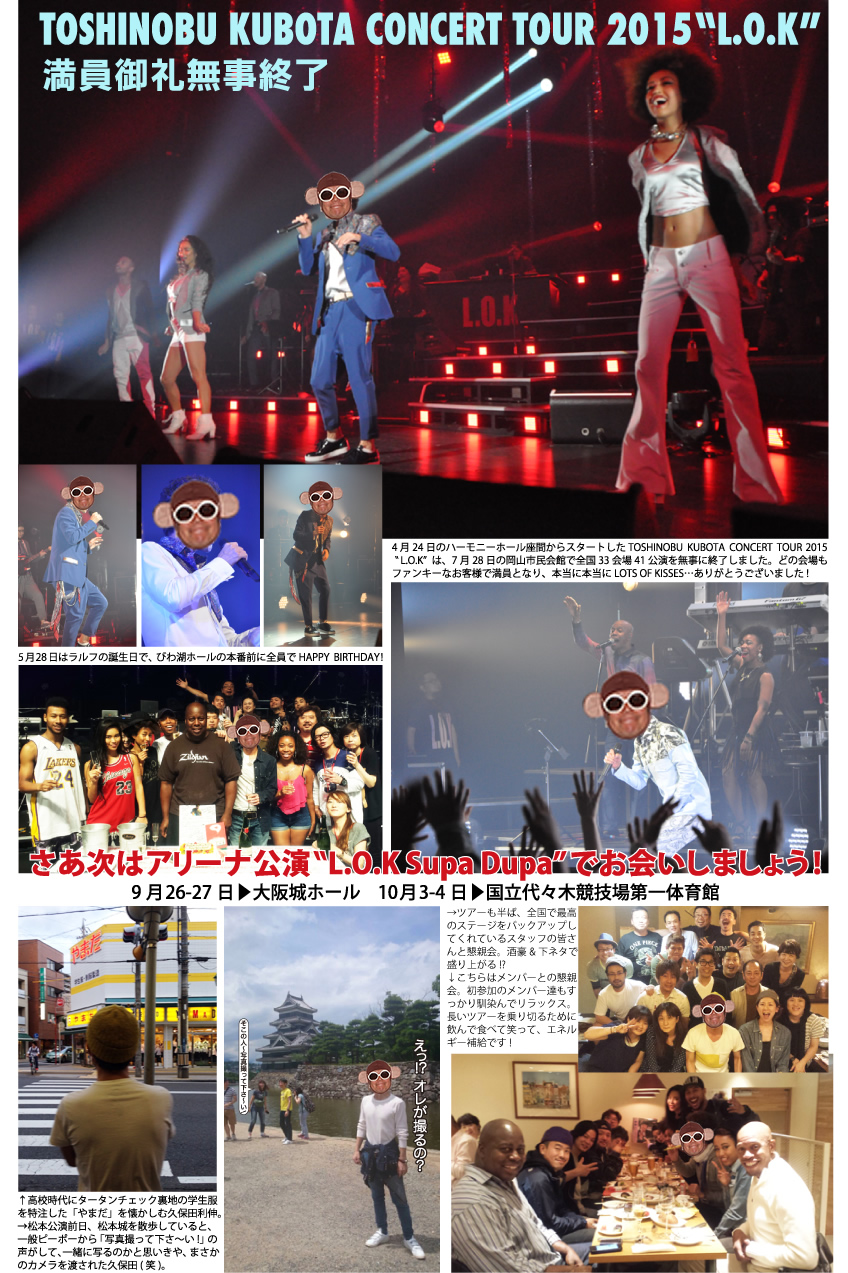 TOSHINOBU KUBOTA CONCERT TOUR 2015 “L.O.K”
満員御礼無事終了
L.O.K
4月24日のハーモニーホール座間からスタートしたTOSHINOBU KUBOTA CONCERT TOUR 2015
“L.O.K” は、7月28日の岡山市民会館で全国33会場41公演を無事に終了しました。どの会場も
ファンキーなお客様で満員となり、本当に本当にLOTS OF KISSES…ありがとうございました！
5月28日はラルフの誕生日で、びわ湖ホールの本番前に全員でHAPPY BIRTHDAY!
LAKERS
24
23
Zildjian
L.O.
さあ次はアリーナ公演“L.O.K Supa Dupa”でお会いしましょう！
9月26-27日▶大阪城ホール　10月3-4日▶国立代々木競技場第一体育館
→ツアーも半ば、全国で最高
のステージをバックアップし
てくれているスタッフの皆さ
んと懇親会。酒豪＆下ネタで
盛り上がる!?
↓こちらはメンバーとの懇親
会。初参加のメンバー達もす
っかり馴染んでリラックス。
長いツアーを乗り切るために
飲んで食べて笑って、エネル
ギー補給です！
ONE PIECE
やまだ
そこの人〜写真撮って下さ〜い！
えっ!? オレが撮るの？
↑高校時代にタータンチェック裏地の学生服
を特注した「やまだ」を懐かしむ久保田利伸。
→松本公演前日、松本城を散歩していると、
一般ピーポーから「写真撮って下さ〜い！」の
声がして、一緒に写るのかと思いきや、まさか
のカメラを渡された久保田（笑）。